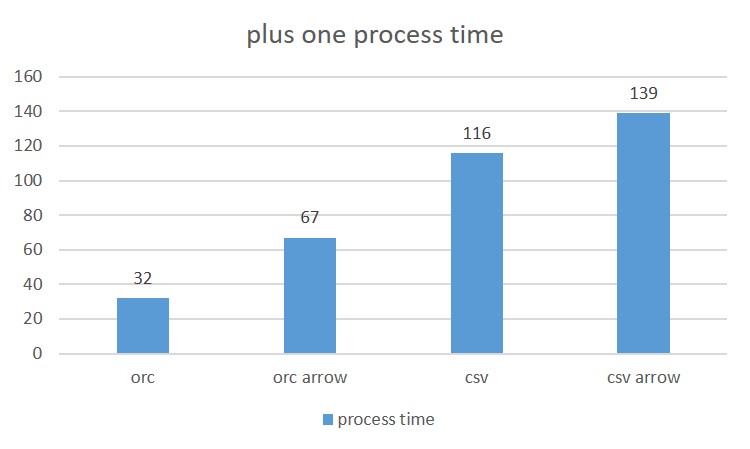 plus one process time
160
140
120
100
80
60
40
20
0
32
67
116
139
orc
orc arrow
csv
csv arrow
process time